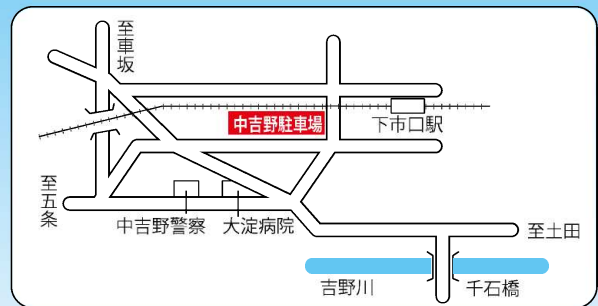 至車坂
中吉野駐車場
下市口駅
至五条
中吉野警察
大淀病院
至土田
吉野川
千石橋